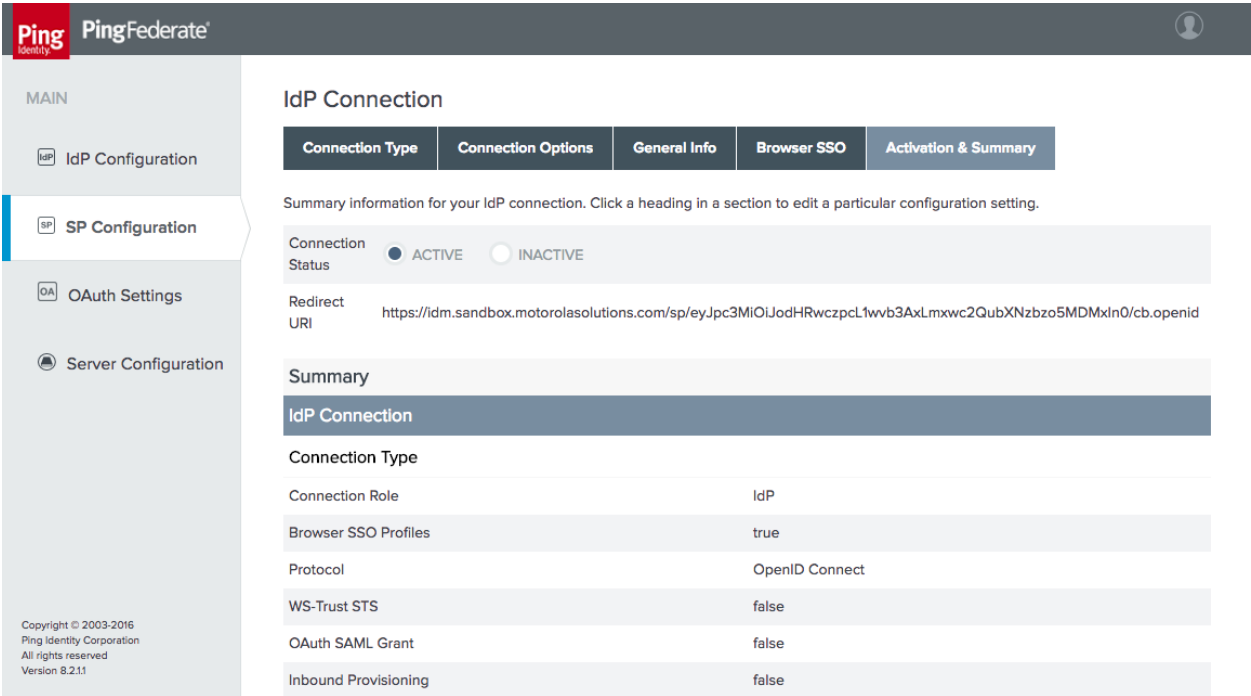 Ping
Identity.
PingFederate®
MAIN
IdP IdP Configuration
SP SP Configuration
OA OAuth Settings
Server Configuration
Copyright © 2003-2016
Ping Identity Corporation
All rights reserved
Version 8.2.1.1
IdP Connection
Connection Type Connection Options General Info Browser SSO Activation & Summary
Summary information for your IdP connection. Click a heading in a section to edit a particular configuration setting.
Connection
Status
ACTIVE INACTIVE
Redirect
URI
https://idm.sandbox.motorolasolutions.com/sp/eyJpc3MiOiJodHRwczpcL1wvb3AxLmxwc2QubXNzbzo5MDMxIn0/cb.openid
Summary
IdP Connection
Connection Type
Connection Role IdP
Browser SSO Profiles true
Protocol OpenID Connect
WS-Trust STS false
OAuth SAML Grant false
Inbound Provisioning false